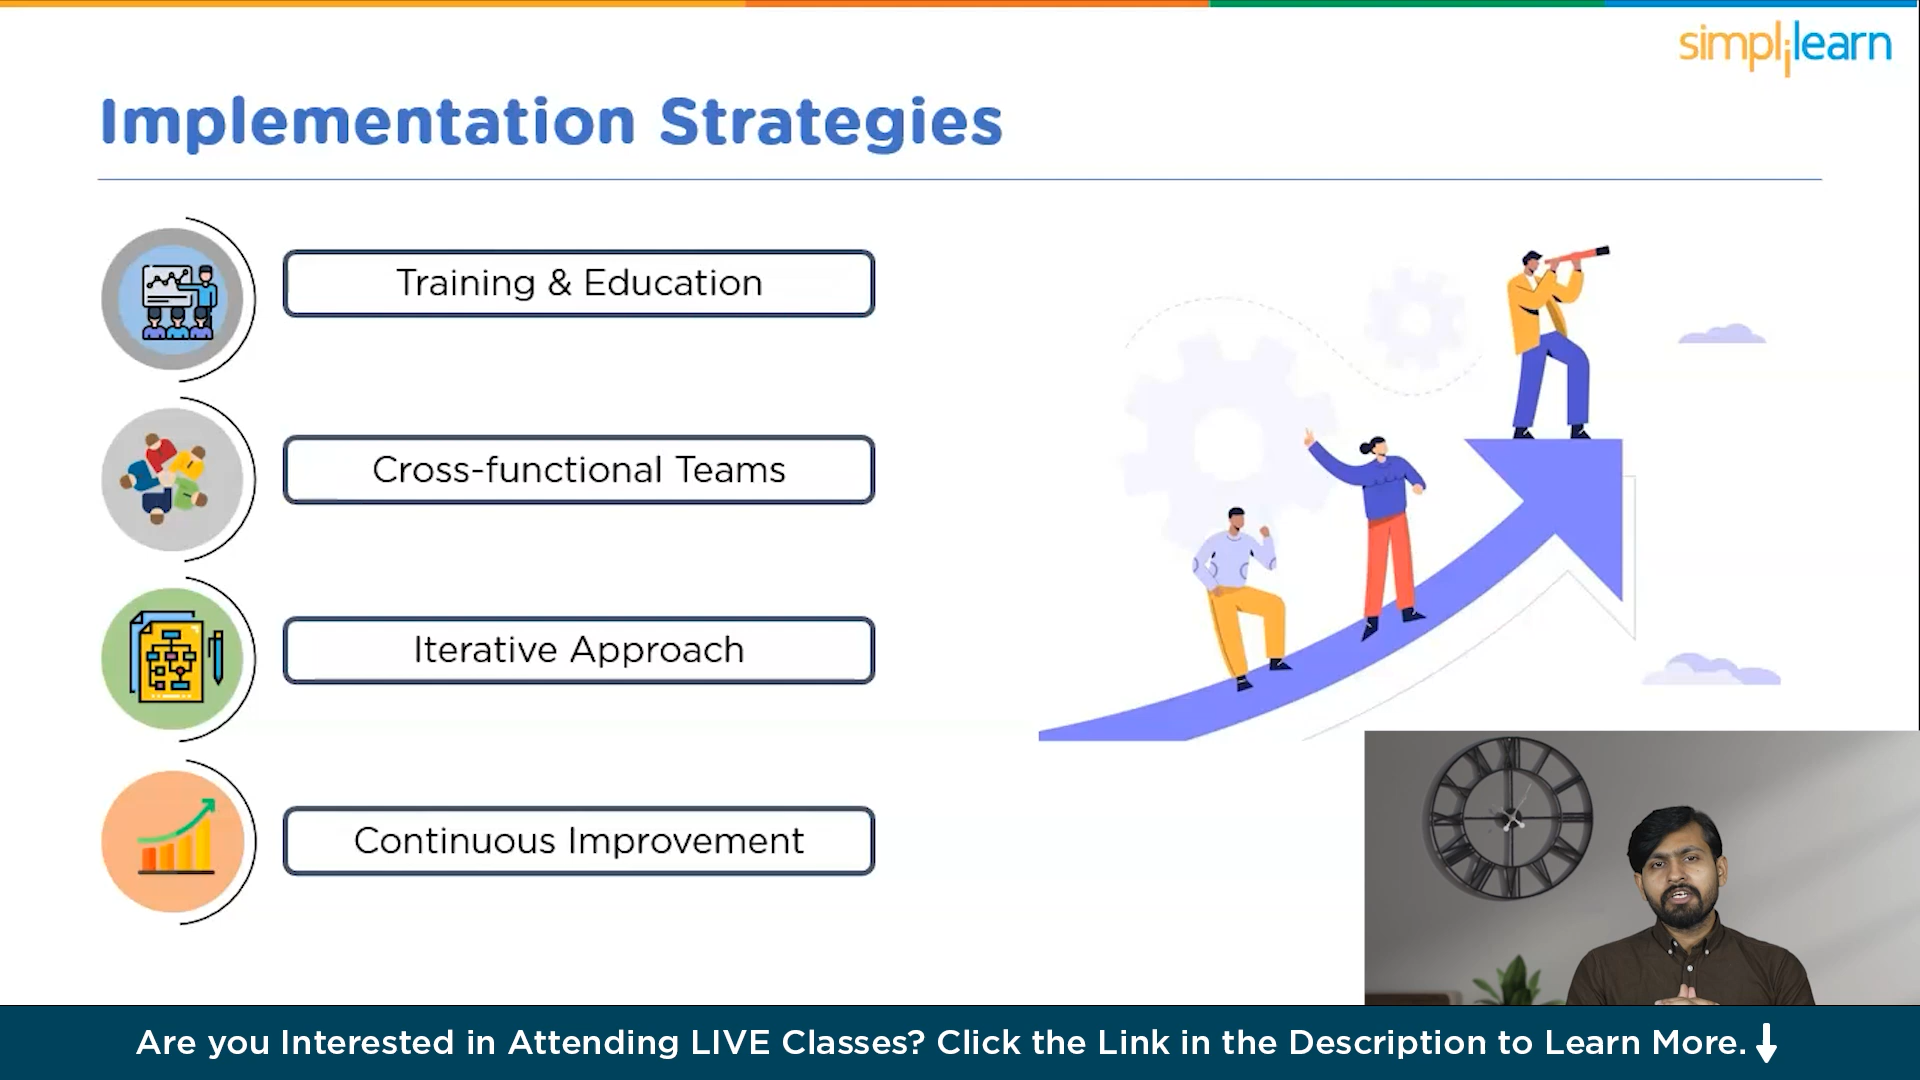 simplilearn
Implementation Strategies
Training & Education
Cross-functional Teams
Iterative Approach
Continuous Improvement
Are you Interested in Attending LIVE Classes? Click the Link in the Description to Learn More.